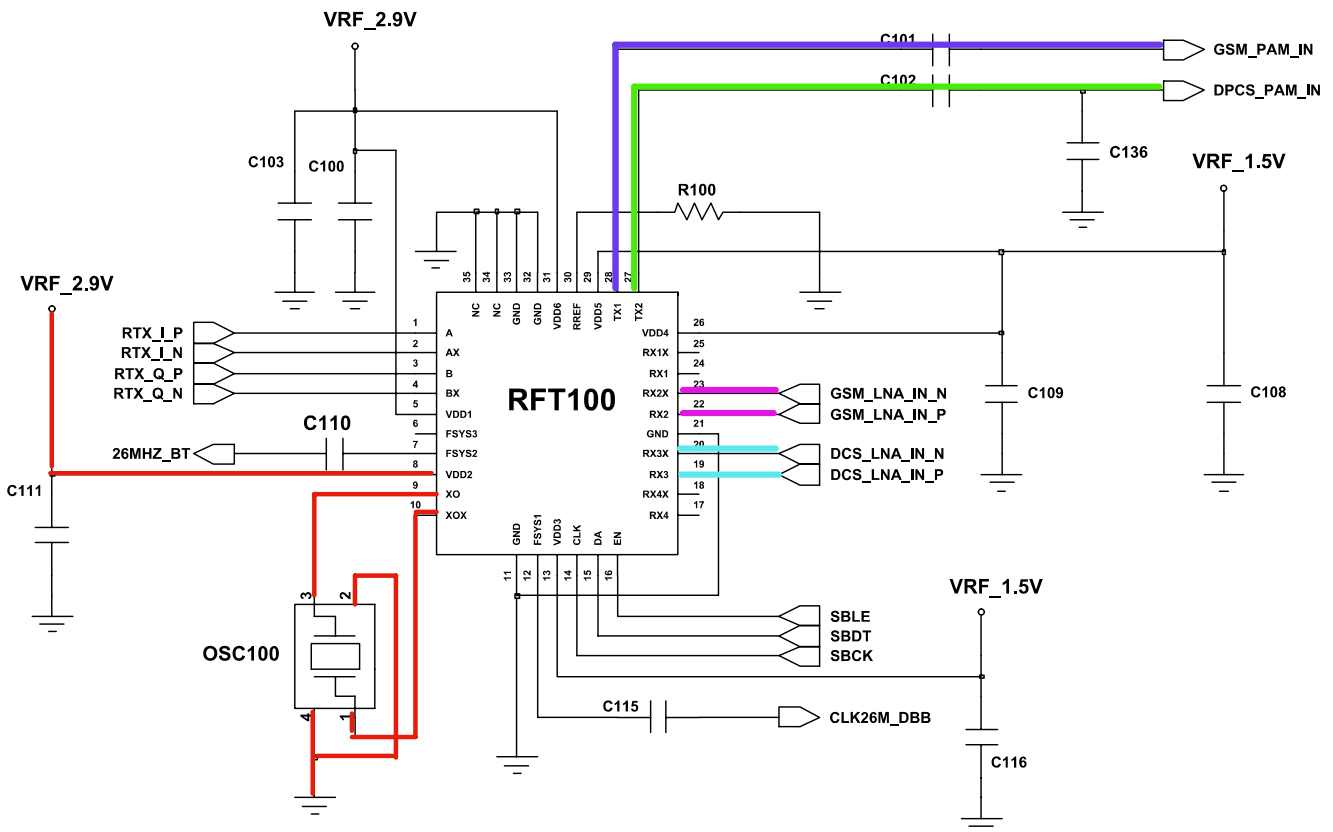 VRF_2.9V
C101
GSM_PAM_IN
C102
DPCS_PAM_IN
C103
C100
C136
VRF_1.5V
R100
VRF_2.9V
35
34
33
32
31
30
29
28
27
NC
NC
GND
GND
VDD6
RREF
VDD5
TX1
TX2
RTX_I_P
1
A
RTX_I_N
2
AX
RTX_Q_P
3
B
RTX_Q_N
4
BX
5
VDD1
6
FSYS3
26MHZ_BT
C110
7
FSYS2
8
VDD2
9
XO
10
XOX
RFT100
VDD4
26
RX1X
25
RX1
24
RX2X
23
GSM_LNA_IN_N
RX2
22
GSM_LNA_IN_P
GND
21
RX3X
20
DCS_LNA_IN_N
RX3
19
DCS_LNA_IN_P
RX4X
18
RX4
17
C109
C108
C111
GND
FSYS1
VDD3
CLK
DA
EN
11
12
13
14
15
16
3
2
OSC100
4
1
SBLE
SBDT
SBCK
VRF_1.5V
C115
CLK26M_DBB
C116